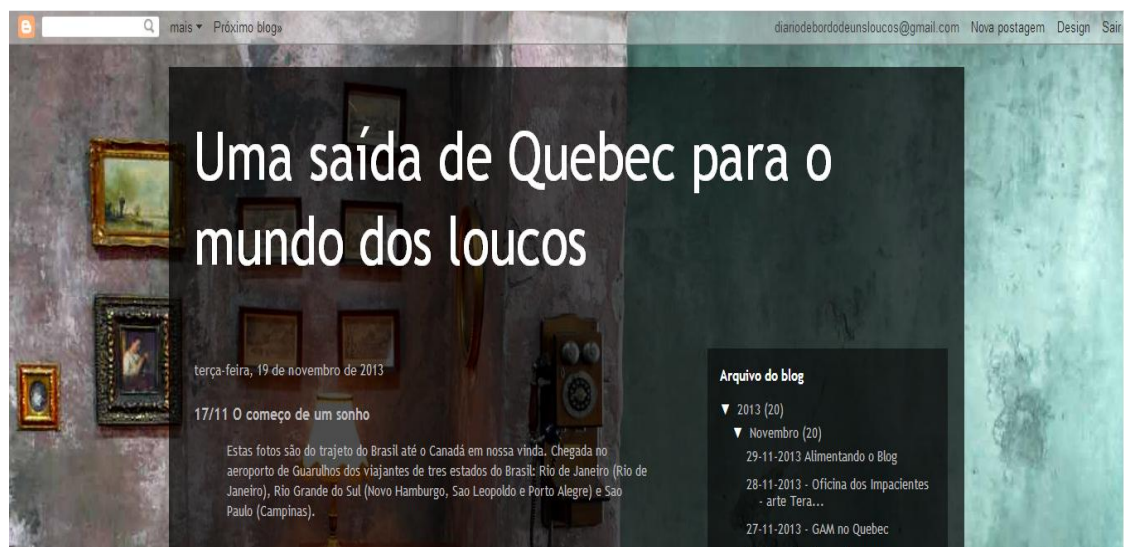 mais Próximo blog» diariodebordodeunsloucos@gmail.com Nova postagem Design Sair
Uma saída de Quebec para o
mundo dos loucos
terça-feira, 19 de novembro de 2013
17/11 O começo de um sonho
Estas fotos são do trajeto do Brasil até o Canadá em nossa vinda. Chegada no
aeroporto de Guarulhos dos viajantes de tres estados do Brasil: Rio de Janeiro (Rio de
Janeiro), Rio Grande do Sul (Novo Hamburgo, Sao Leopoldo e Porto Alegre) e Sao
Paulo (Campinas).
Arquivo do blog
▼ 2013 (20)
▼ Novembro (20)
29-11-2013 Alimentando o Blog
28-11-2013 - Oficina dos Impacientes
- arte Tera...
27-11-2013 - GAM no Quebec